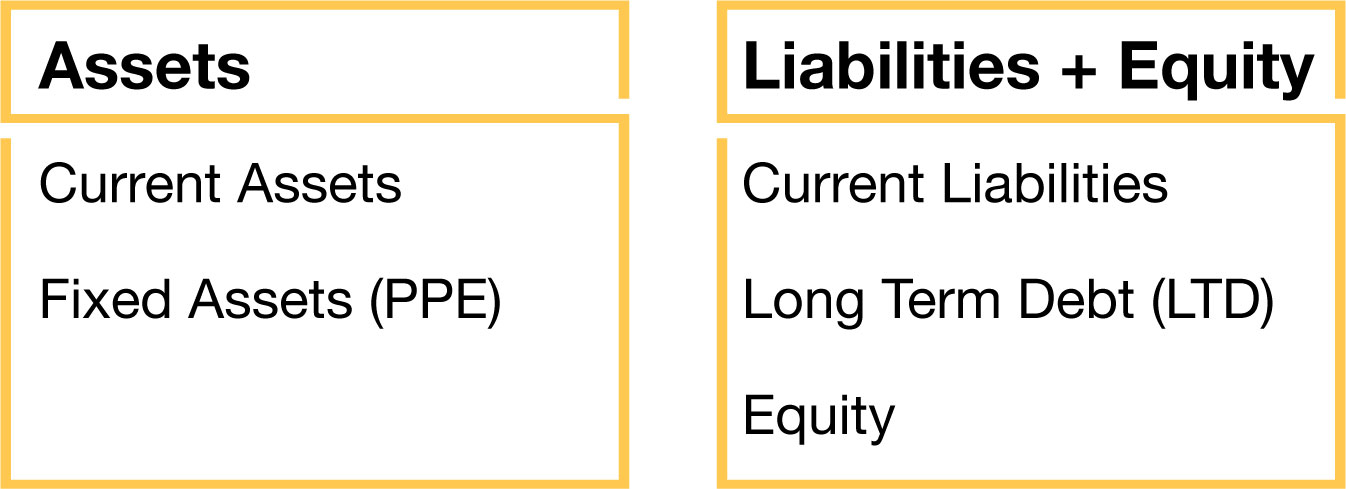 Assets
Current Assets
Fixed Assets (PPE)
Liabilities + Equity
Current Liabilities
Long Term Debt (LTD)
Equity